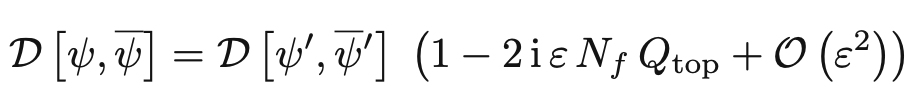 𝒟 [ψ, ψ̅] = 𝒟 [ψ′, ψ̅′] (1 − 2 i ε N_f Q_top + 𝒪 (ε²))